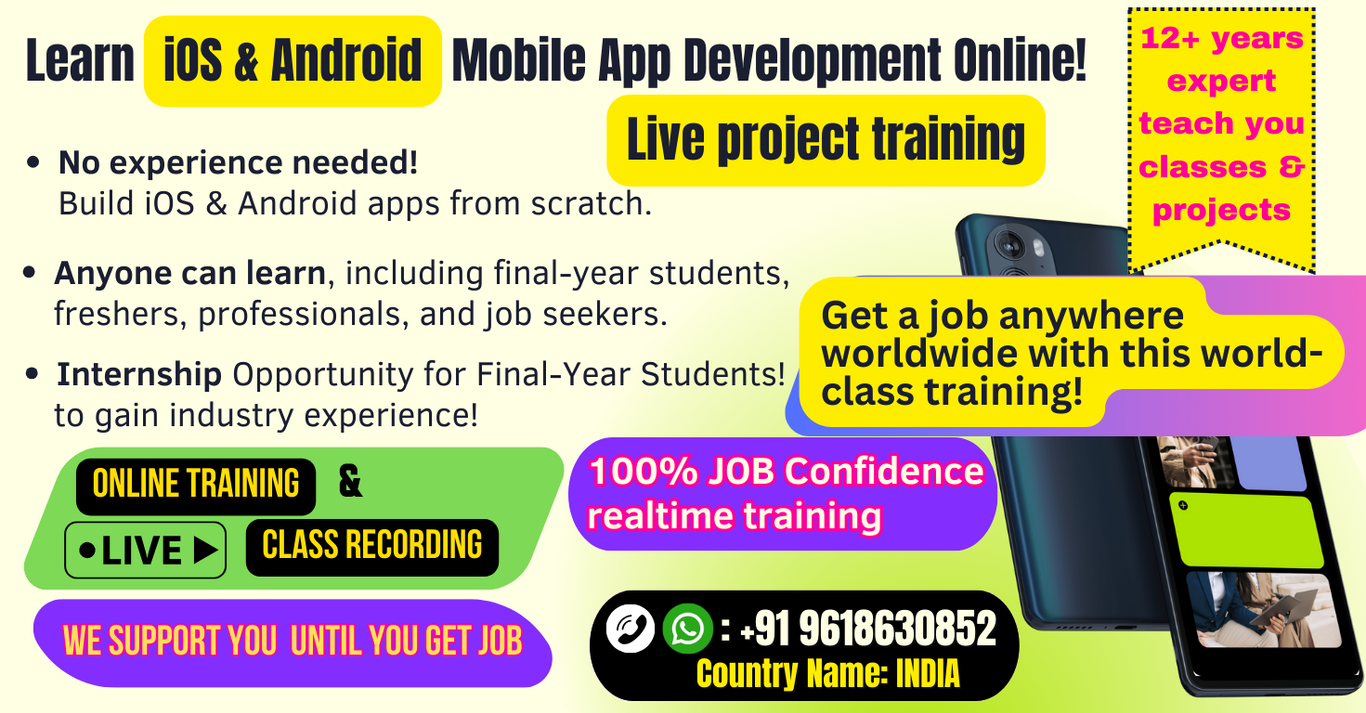 Learn iOS & Android Mobile App Development Online!
Live project training
12+ years
expert
teach you
classes &
projects
• No experience needed!
Build iOS & Android apps from scratch.
• Anyone can learn, including final-year students,
freshers, professionals, and job seekers.
• Internship Opportunity for Final-Year Students!
to gain industry experience!
Get a job anywhere
worldwide with this world-
class training!
ONLINE TRAINING &
•LIVE▶ CLASS RECORDING
100% JOB Confidence
realtime training
WE SUPPORT YOU UNTIL YOU GET JOB
: +91 9618630852
Country Name: INDIA